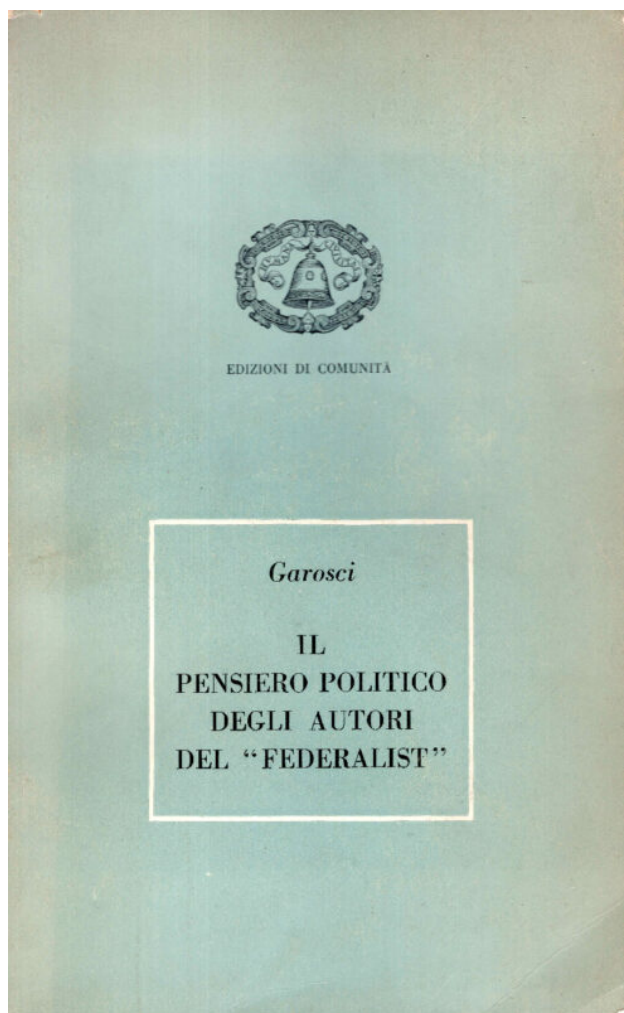 EDIZIONI DI COMUNITÀ
Garosci
IL
PENSIERO POLITICO
DEGLI AUTORI
DEL “FEDERALIST”